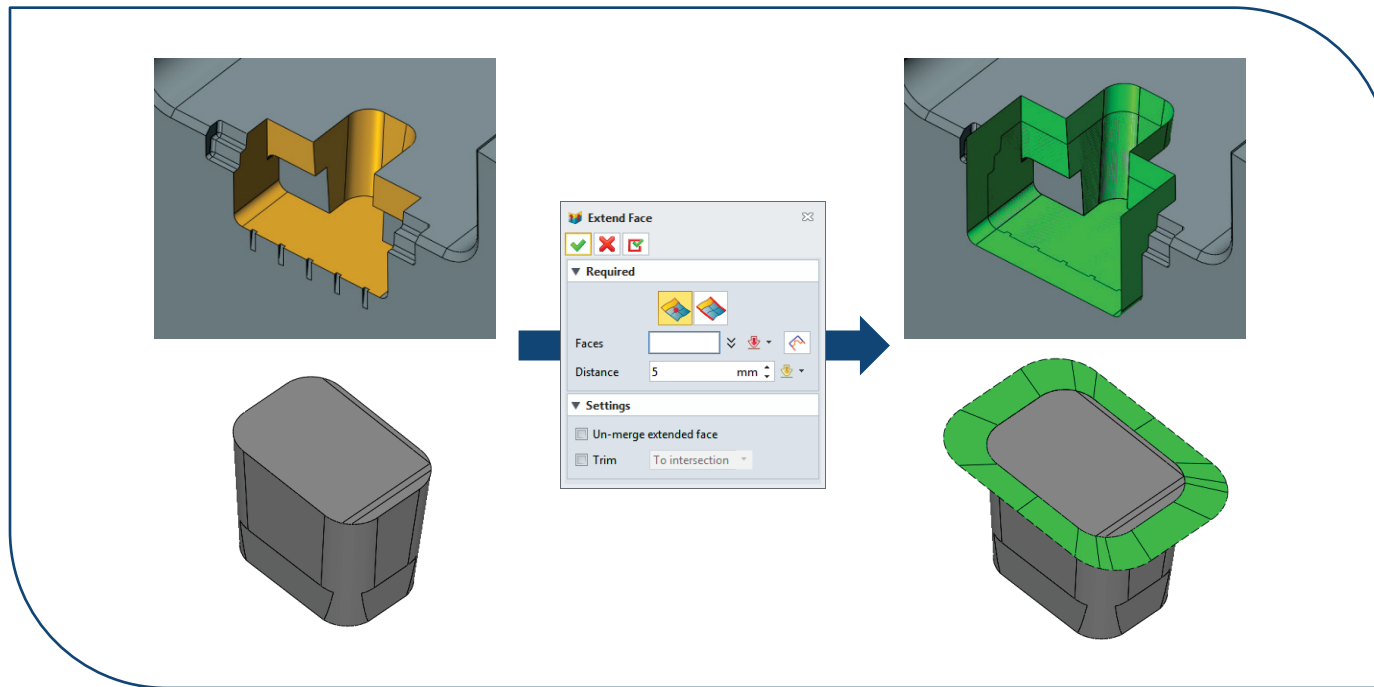 Extend Face
Required
Faces
Distance 5 mm
Settings
Un-merge extended face
Trim To intersection